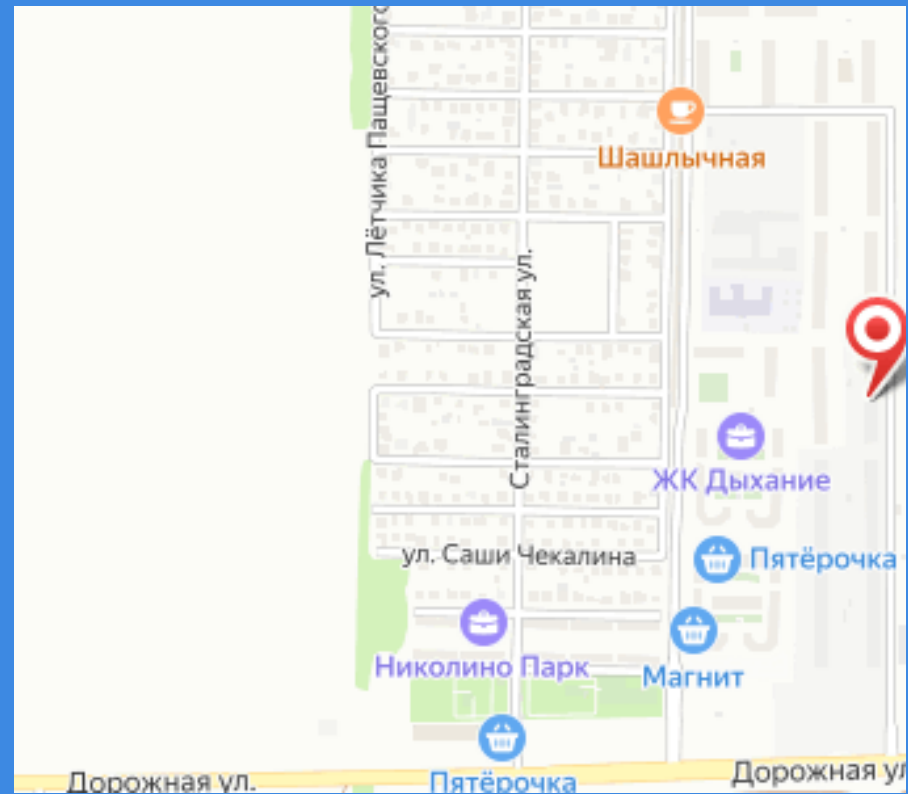 ул. Лётчика Пащевского
Шашлычная
Сталинградская ул.
ЖК Дыхание
ул. Саши Чекалина
Пятёрочка
Николино Парк
Магнит
Дорожная ул.
Пятёрочка
Дорожная ул